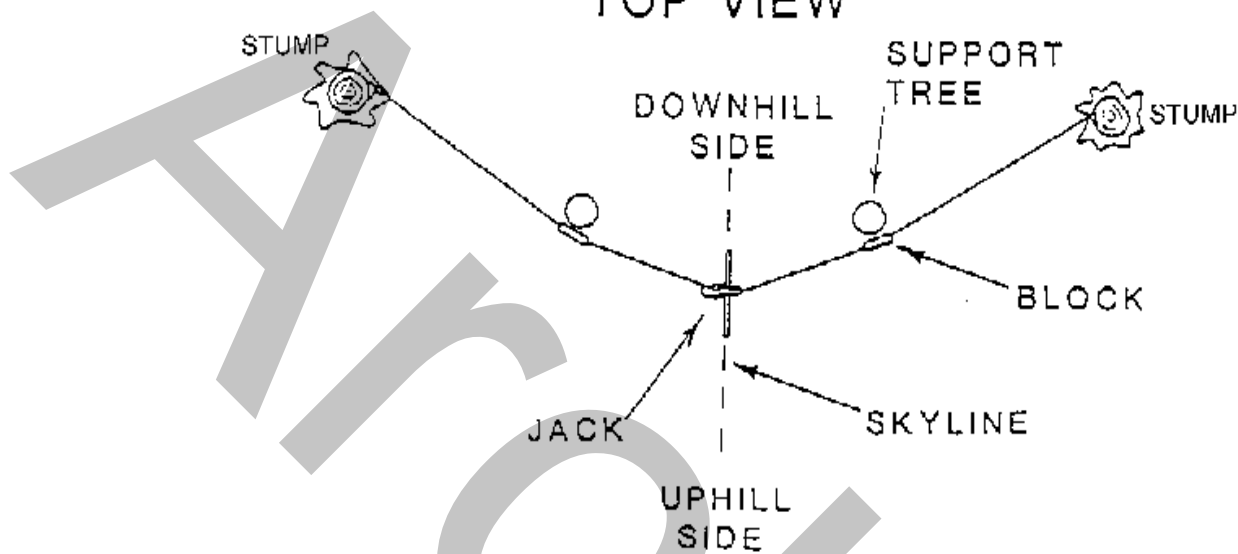 TOP VIEW
STUMP
SUPPORT
TREE
DOWNHILL
SIDE
STUMP
BLOCK
JACK
SKYLINE
UPHILL
SIDE